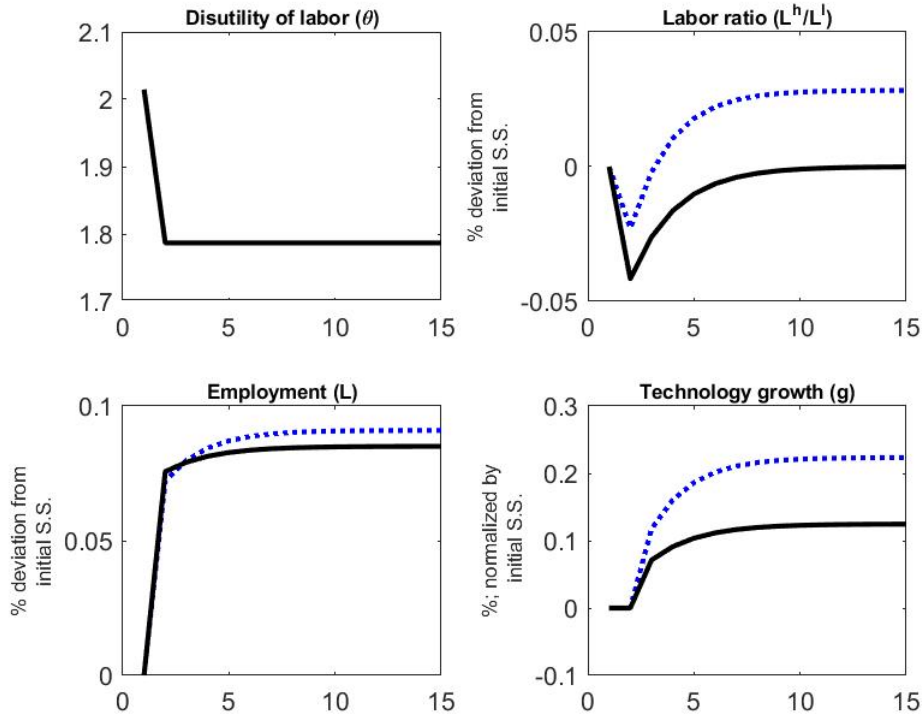 Disutility of labor (θ)
2.1
2
1.9
1.8
1.7
0 5 10 15
Labor ratio (L^h/L^l)
% deviation from
initial S.S.
0.05
0
-0.05
0 5 10 15
Employment (L)
% deviation from
initial S.S.
0.1
0.05
0
0 5 10 15
Technology growth (g)
%; normalized by
initial S.S.
0.3
0.2
0.1
0
-0.1
0 5 10 15